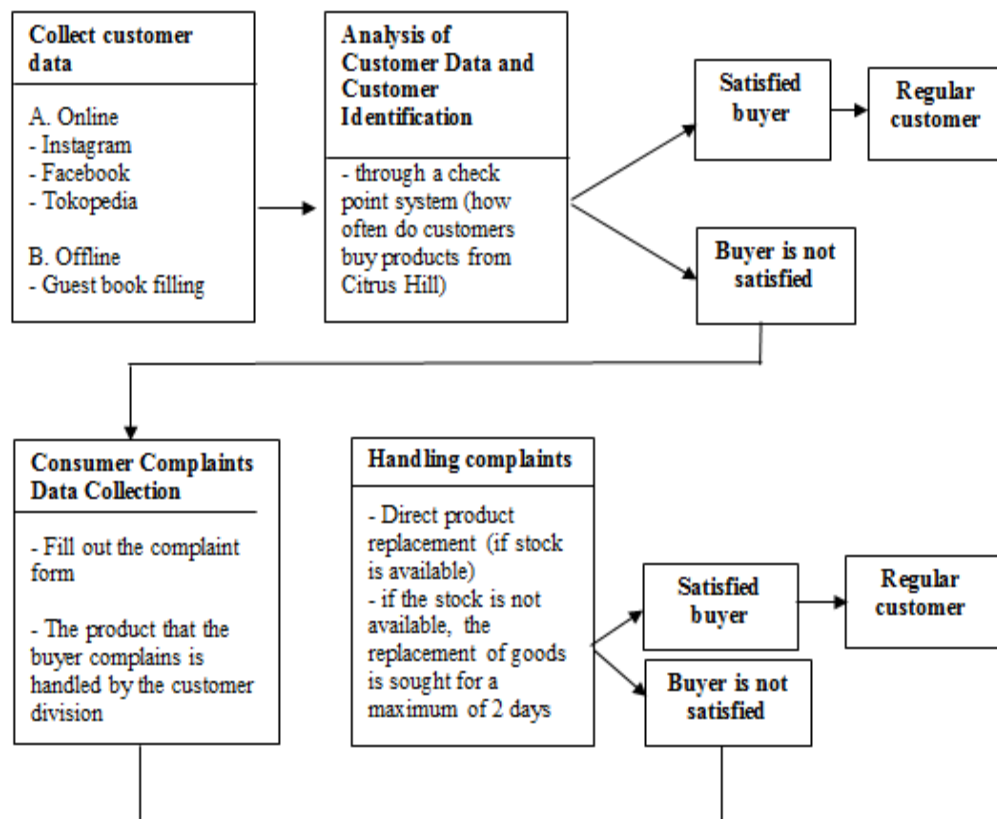 Collect customer
data
A. Online
- Instagram
- Facebook
- Tokopedia
B. Offline
- Guest book filling
Analysis of
Customer Data and
Customer
Identification
- through a check
point system (how
often do customers
buy products from
Citrus Hill)
Satisfied
buyer
Regular
customer
Buyer is not
satisfied
Consumer Complaints
Data Collection
- Fill out the complaint
form
- The product that the
buyer complains is
handled by the customer
division
Handling complaints
- Direct product
replacement (if stock
is available)
- if the stock is not
available, the
replacement of goods
is sought for a
maximum of 2 days
Satisfied
buyer
Regular
customer
Buyer is not
satisfied